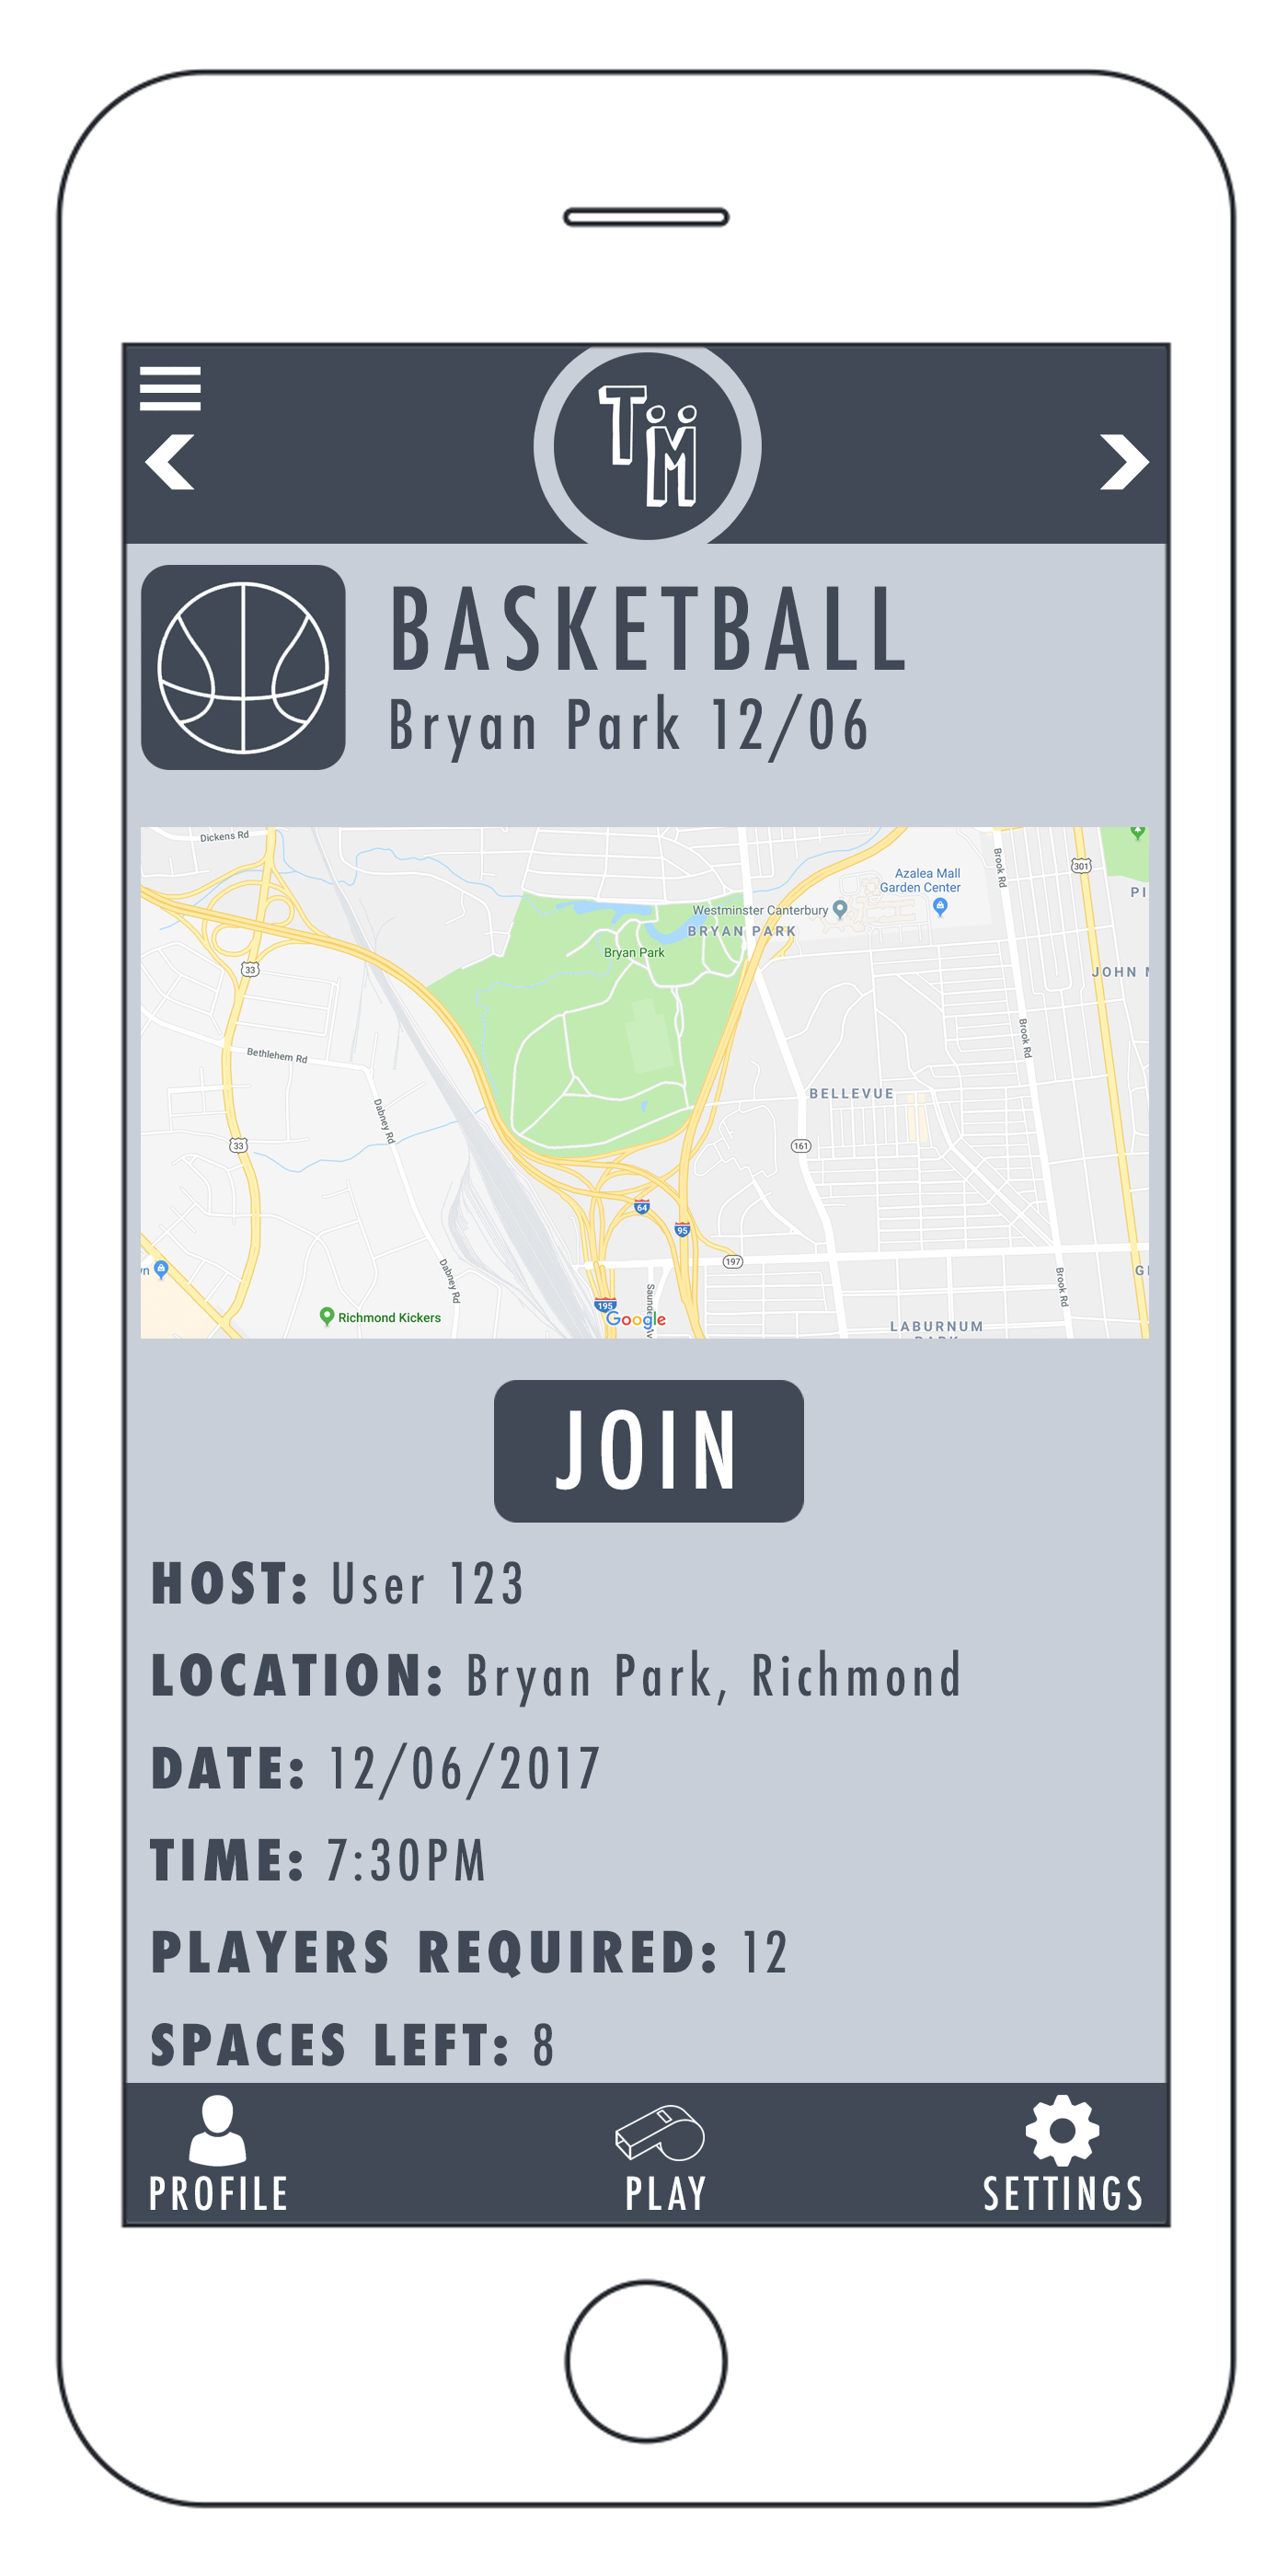 TM
BASKETBALL
Bryan Park 12/06
Dickens Rd
Brook Rd
301
Azalea Mall
Garden Center
PI
Westminster Canterbury
BRYAN PARK
Bryan Park
33
JOHN M
Brook Rd
Bethlehem Rd
BELLEVUE
Dabney Rd
33
161
64
95
197
Dabney Rd
Brook Rd
195
Richmond Kickers
Google
LABURNUM
JOIN
HOST: User 123
LOCATION: Bryan Park, Richmond
DATE: 12/06/2017
TIME: 7:30PM
PLAYERS REQUIRED: 12
SPACES LEFT: 8
PROFILE
PLAY
SETTINGS